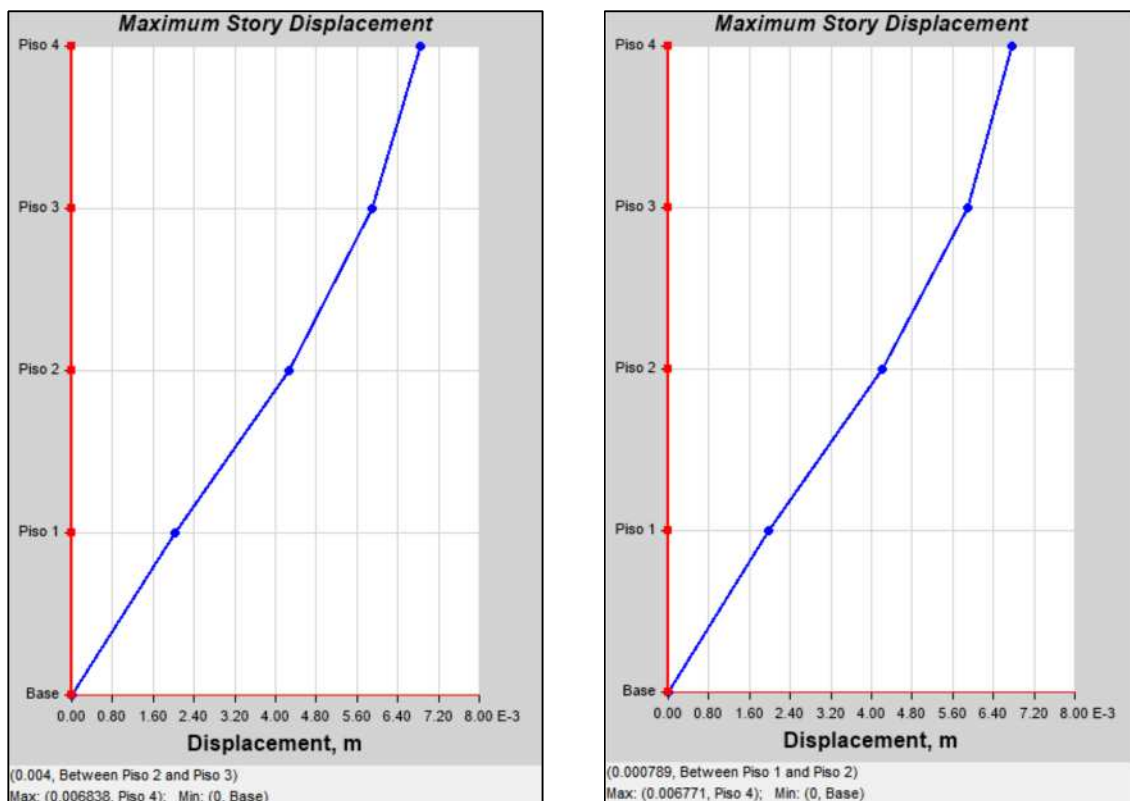 Maximum Story Displacement
Piso 4
Piso 3
Piso 2
Piso 1
Base
0.00 0.80 1.60 2.40 3.20 4.00 4.80 5.60 6.40 7.20 8.00 E-3
Displacement, m
(0.004, Between Piso 2 and Piso 3)
Max: (0.006838, Piso 4); Min: (0, Base)
Maximum Story Displacement
Piso 4
Piso 3
Piso 2
Piso 1
Base
0.00 0.80 1.60 2.40 3.20 4.00 4.80 5.60 6.40 7.20 8.00 E-3
Displacement, m
(0.000789, Between Piso 1 and Piso 2)
Max: (0.006771, Piso 4); Min: (0, Base)